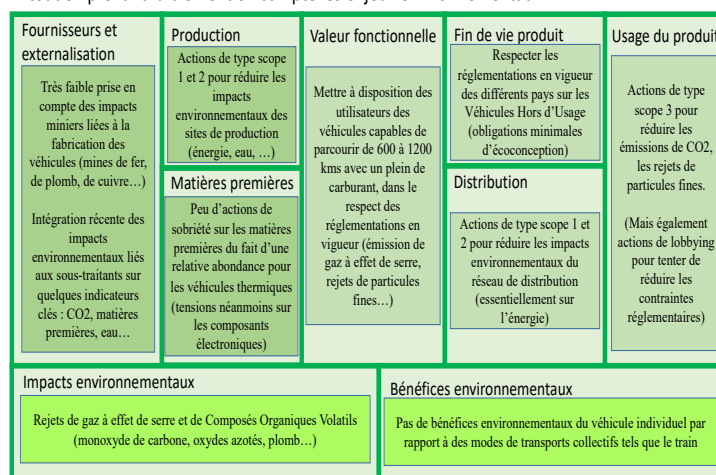 Fournisseurs et
externalisation
Très faible prise en
compte des impacts
miniers liées à la
fabrication des
véhicules (mines de fer,
de plomb, de cuivre…)
Intégration récente des
impacts
environnementaux liés
aux sous-traitants sur
quelques indicateurs
clés : CO2, matières
premières, eau…
Production
Actions de type scope
1 et 2 pour réduire les
impacts
environnementaux des
sites de production
(énergie, eau, …)
Matières premières
Peu d’actions de
sobriété sur les matières
premières du fait d’une
relative abondance pour
les véhicules thermiques
(tensions néanmoins sur
les composants
électroniques)
Valeur fonctionnelle
Mettre à disposition des
utilisateurs des
véhicules capables de
parcourir de 600 à 1200
kms avec un plein de
carburant, dans le
respect des
réglementations en
vigueur (émission de
gaz à effet de serre,
rejets de particules
fines…)
Fin de vie produit
Respecter les
réglementations en vigueur
des différents pays sur les
Véhicules Hors d’Usage
(obligations minimales
d’écoconception)
Distribution
Actions de type scope 1 et
2 pour réduire les impacts
environnementaux du
réseau de distribution
(essentiellement sur
l’énergie)
Usage du produit
Actions de type
scope 3 pour
réduire les
émissions de CO2,
les rejets de
particules fines.
(Mais également
actions de lobbying
pour tenter de
réduire les
contraintes
réglementaires)
Impacts environnementaux
Rejets de gaz à effet de serre et de Composés Organiques Volatils
(monoxyde de carbone, oxydes azotés, plomb…)
Bénéfices environnementaux
Pas de bénéfices environnementaux du véhicule individuel par
rapport à des modes de transports collectifs tels que le train